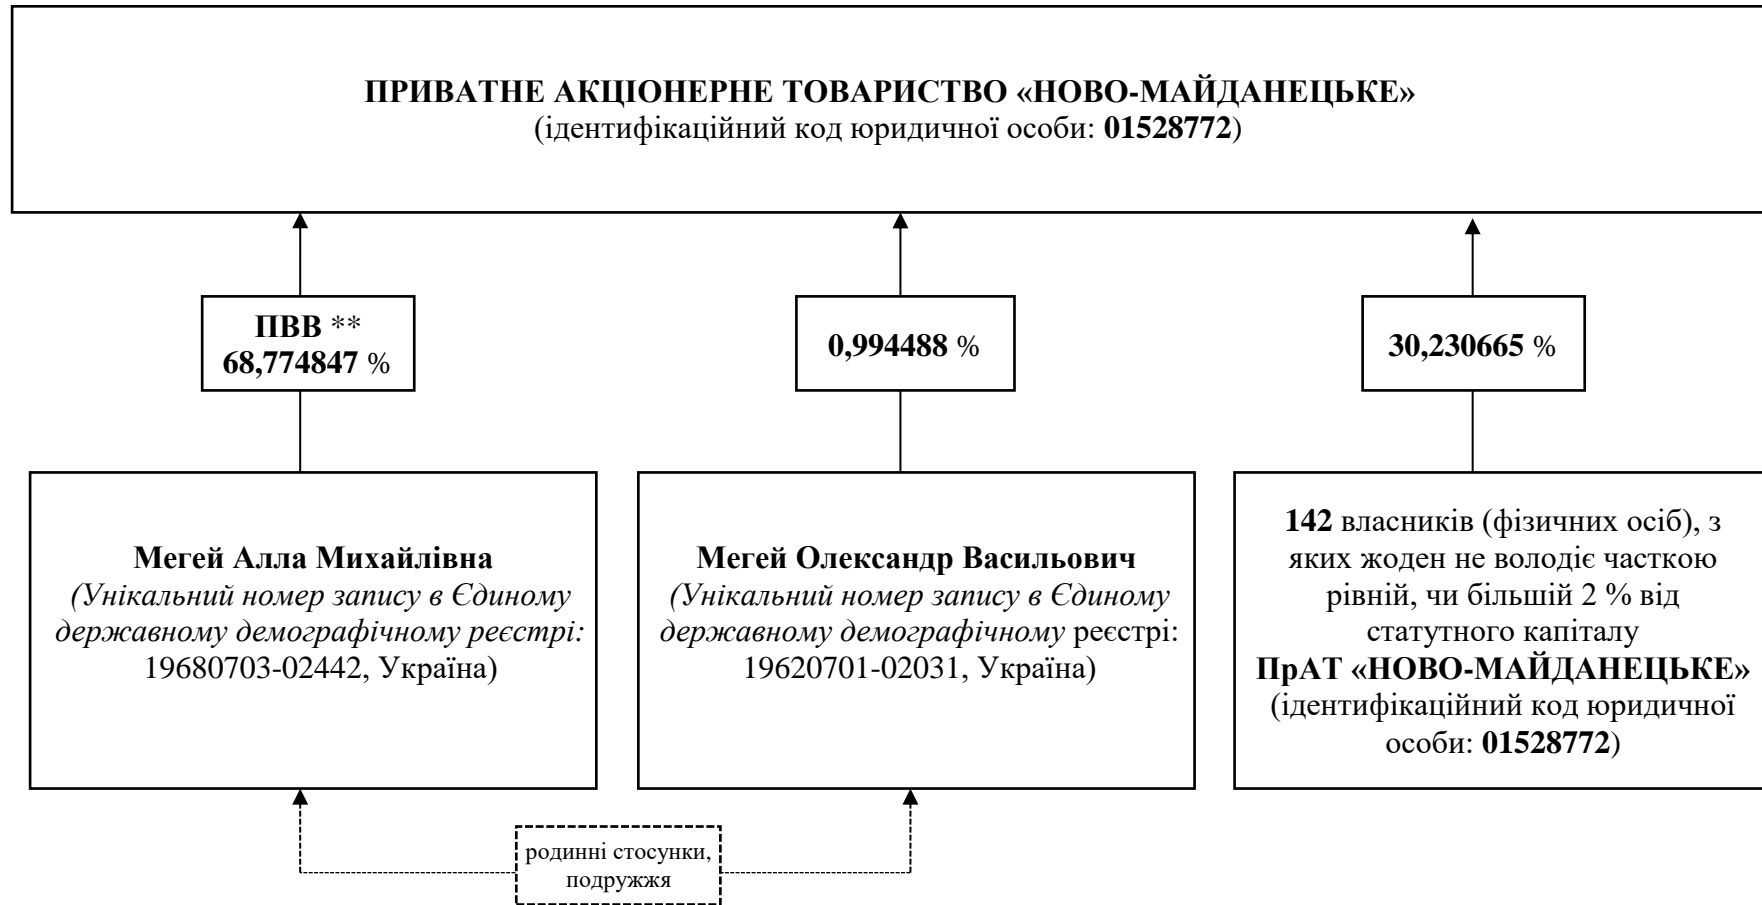 ПРИВАТНЕ АКЦІОНЕРНЕ ТОВАРИСТВО «НОВО-МАЙДАНЕЦЬКЕ»
(ідентифікаційний код юридичної особи: 01528772)
ПВВ **
68,774847 %
0,994488 %
30,230665 %
Мегей Алла Михайлівна
(Унікальний номер запису в Єдиному
державному демографічному реєстрі:
19680703-02442, Україна)
Мегей Олександр Васильович
(Унікальний номер запису в Єдиному
державному демографічному реєстрі:
19620701-02031, Україна)
142 власників (фізичних осіб), з
яких жоден не володіє часткою
рівній, чи більшій 2 % від
статутного капіталу
ПрАТ «НОВО-МАЙДАНЕЦЬКЕ»
(ідентифікаційний код юридичної
особи: 01528772)
родинні стосунки,
подружжя